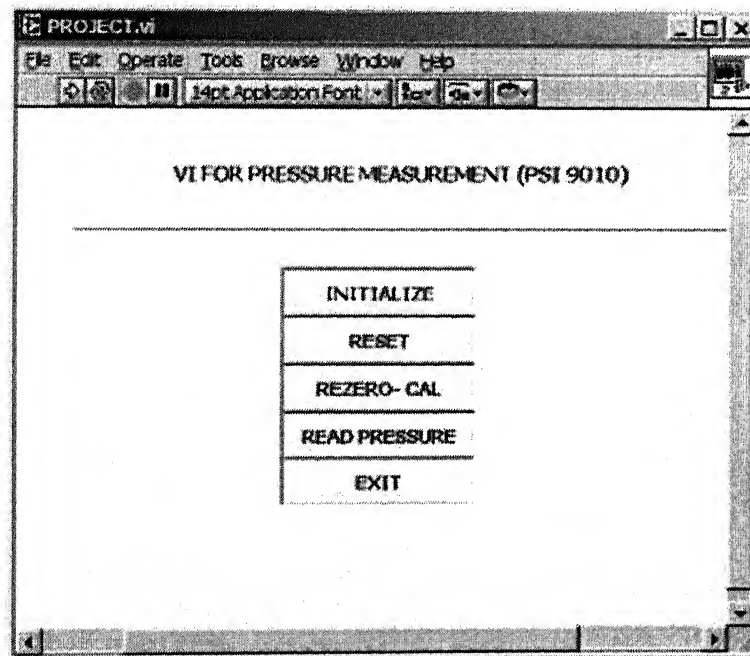 PROJECT.vi
File Edit Operate Tools Browse Window Help
14pt Application Font
VI FOR PRESSURE MEASUREMENT (PSI 9010)
INITIALIZE
RESET
REZERO- CAL
READ PRESSURE
EXIT